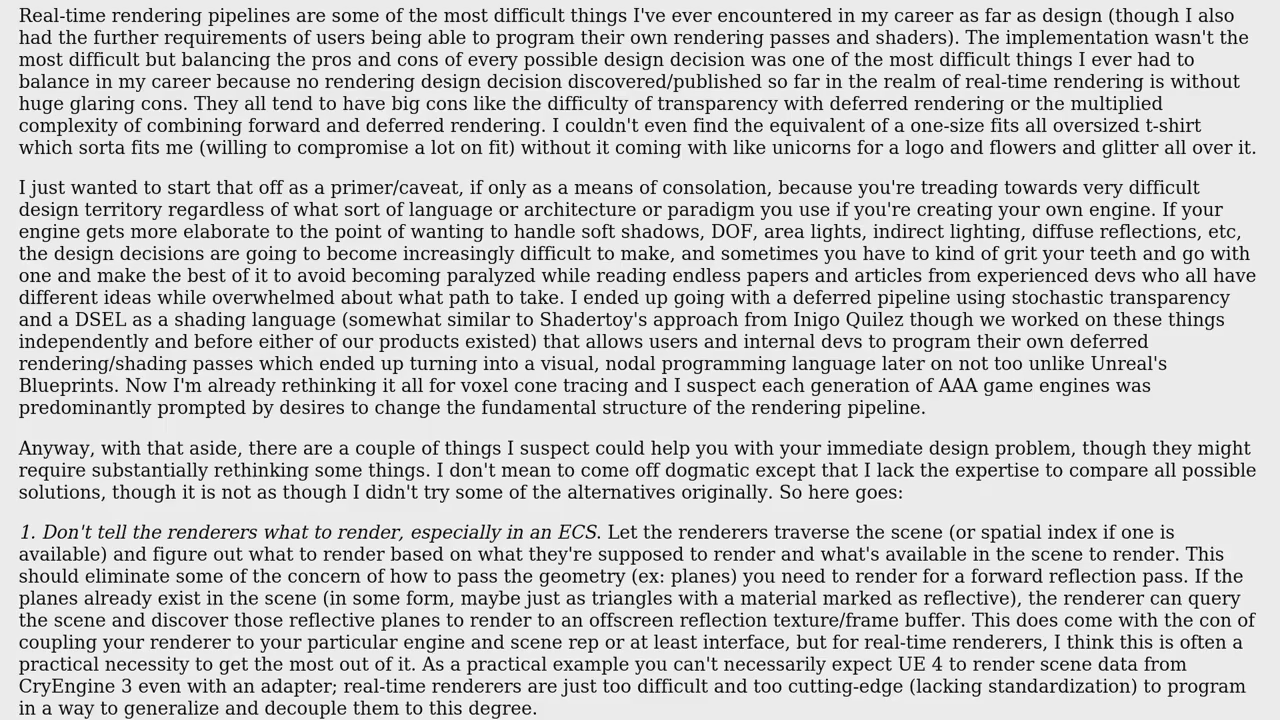 Real-time rendering pipelines are some of the most difficult things I've ever encountered in my career as far as design (though I also
had the further requirements of users being able to program their own rendering passes and shaders). The implementation wasn't the
most difficult but balancing the pros and cons of every possible design decision was one of the most difficult things I ever had to
balance in my career because no rendering design decision discovered/published so far in the realm of real-time rendering is without
huge glaring cons. They all tend to have big cons like the difficulty of transparency with deferred rendering or the multiplied
complexity of combining forward and deferred rendering. I couldn't even find the equivalent of a one-size fits all oversized t-shirt
which sorta fits me (willing to compromise a lot on fit) without it coming with like unicorns for a logo and flowers and glitter all over it.
I just wanted to start that off as a primer/caveat, if only as a means of consolation, because you're treading towards very difficult
design territory regardless of what sort of language or architecture or paradigm you use if you're creating your own engine. If your
engine gets more elaborate to the point of wanting to handle soft shadows, DOF, area lights, indirect lighting, diffuse reflections, etc,
the design decisions are going to become increasingly difficult to make, and sometimes you have to kind of grit your teeth and go with
one and make the best of it to avoid becoming paralyzed while reading endless papers and articles from experienced devs who all have
different ideas while overwhelmed about what path to take. I ended up going with a deferred pipeline using stochastic transparency
and a DSEL as a shading language (somewhat similar to Shadertoy's approach from Inigo Quilez though we worked on these things
independently and before either of our products existed) that allows users and internal devs to program their own deferred
rendering/shading passes which ended up turning into a visual, nodal programming language later on not too unlike Unreal's
Blueprints. Now I'm already rethinking it all for voxel cone tracing and I suspect each generation of AAA game engines was
predominantly prompted by desires to change the fundamental structure of the rendering pipeline.
Anyway, with that aside, there are a couple of things I suspect could help you with your immediate design problem, though they might
require substantially rethinking some things. I don't mean to come off dogmatic except that I lack the expertise to compare all possible
solutions, though it is not as though I didn't try some of the alternatives originally. So here goes:
1. Don't tell the renderers what to render, especially in an ECS. Let the renderers traverse the scene (or spatial index if one is
available) and figure out what to render based on what they're supposed to render and what's available in the scene to render. This
should eliminate some of the concern of how to pass the geometry (ex: planes) you need to render for a forward reflection pass. If the
planes already exist in the scene (in some form, maybe just as triangles with a material marked as reflective), the renderer can query
the scene and discover those reflective planes to render to an offscreen reflection texture/frame buffer. This does come with the con of
coupling your renderer to your particular engine and scene rep or at least interface, but for real-time renderers, I think this is often a
practical necessity to get the most out of it. As a practical example you can't necessarily expect UE 4 to render scene data from
CryEngine 3 even with an adapter; real-time renderers are just too difficult and too cutting-edge (lacking standardization) to program
in a way to generalize and decouple them to this degree.